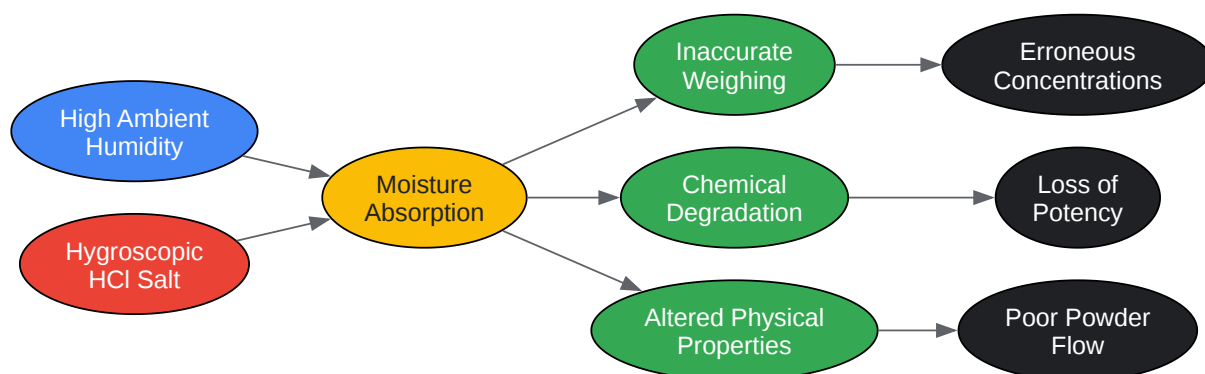 High Ambient
Humidity
Hygroscopic
HCl Salt
Moisture
Absorption
Inaccurate
Weighing
Erroneous
Concentrations
Chemical
Degradation
Loss of
Potency
Altered Physical
Properties
Poor Powder
Flow